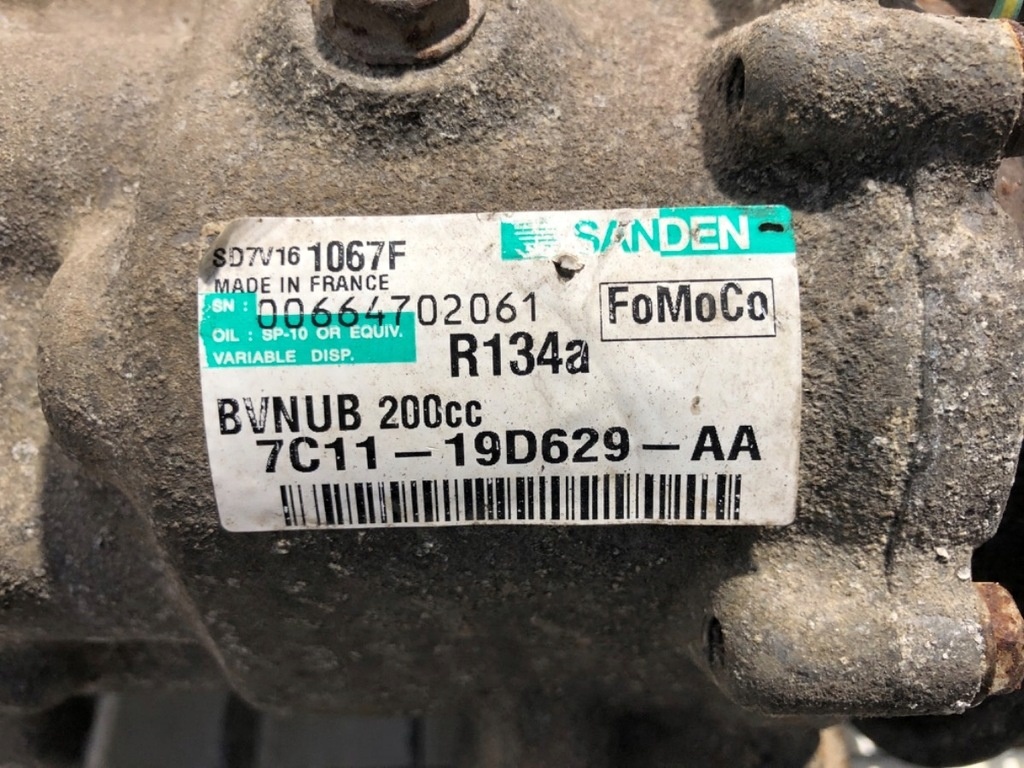 SANDEN
SD7V16 1067F
MADE IN FRANCE
SN : 00664702061
FoMoCo
OIL : SP-10 OR EQUIV.
VARIABLE DISP.
R134a
BVNUB 200cc
7C11-19D629-AA